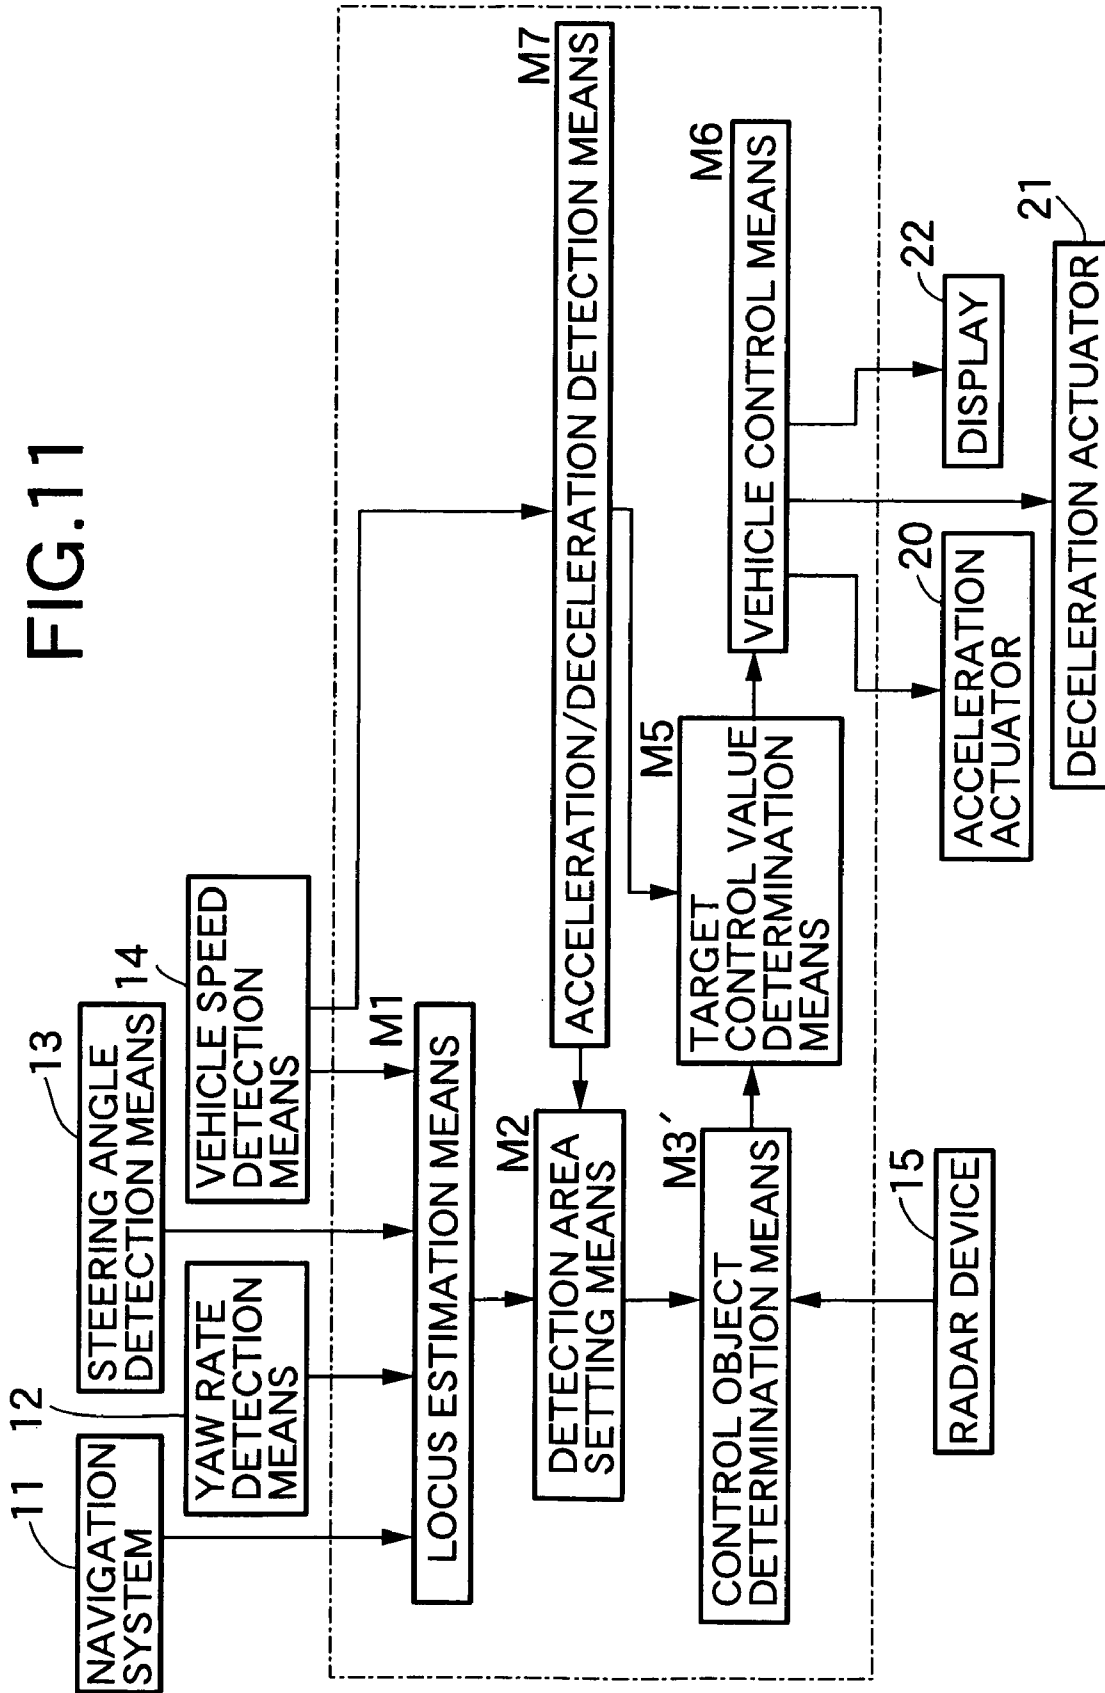 FIG.11
11
NAVIGATION
SYSTEM
12
YAW RATE
DETECTION
MEANS
13
STEERING ANGLE
DETECTION MEANS
14
VEHICLE SPEED
DETECTION
MEANS
M1
LOCUS ESTIMATION MEANS
M2
DETECTION AREA
SETTING MEANS
M7
ACCELERATION/DECELERATION DETECTION MEANS
M3′
CONTROL OBJECT
DETERMINATION MEANS
M5
TARGET
CONTROL VALUE
DETERMINATION
MEANS
M6
VEHICLE CONTROL MEANS
15
RADAR DEVICE
20
ACCELERATION
ACTUATOR
22
DISPLAY
21
DECELERATION ACTUATOR